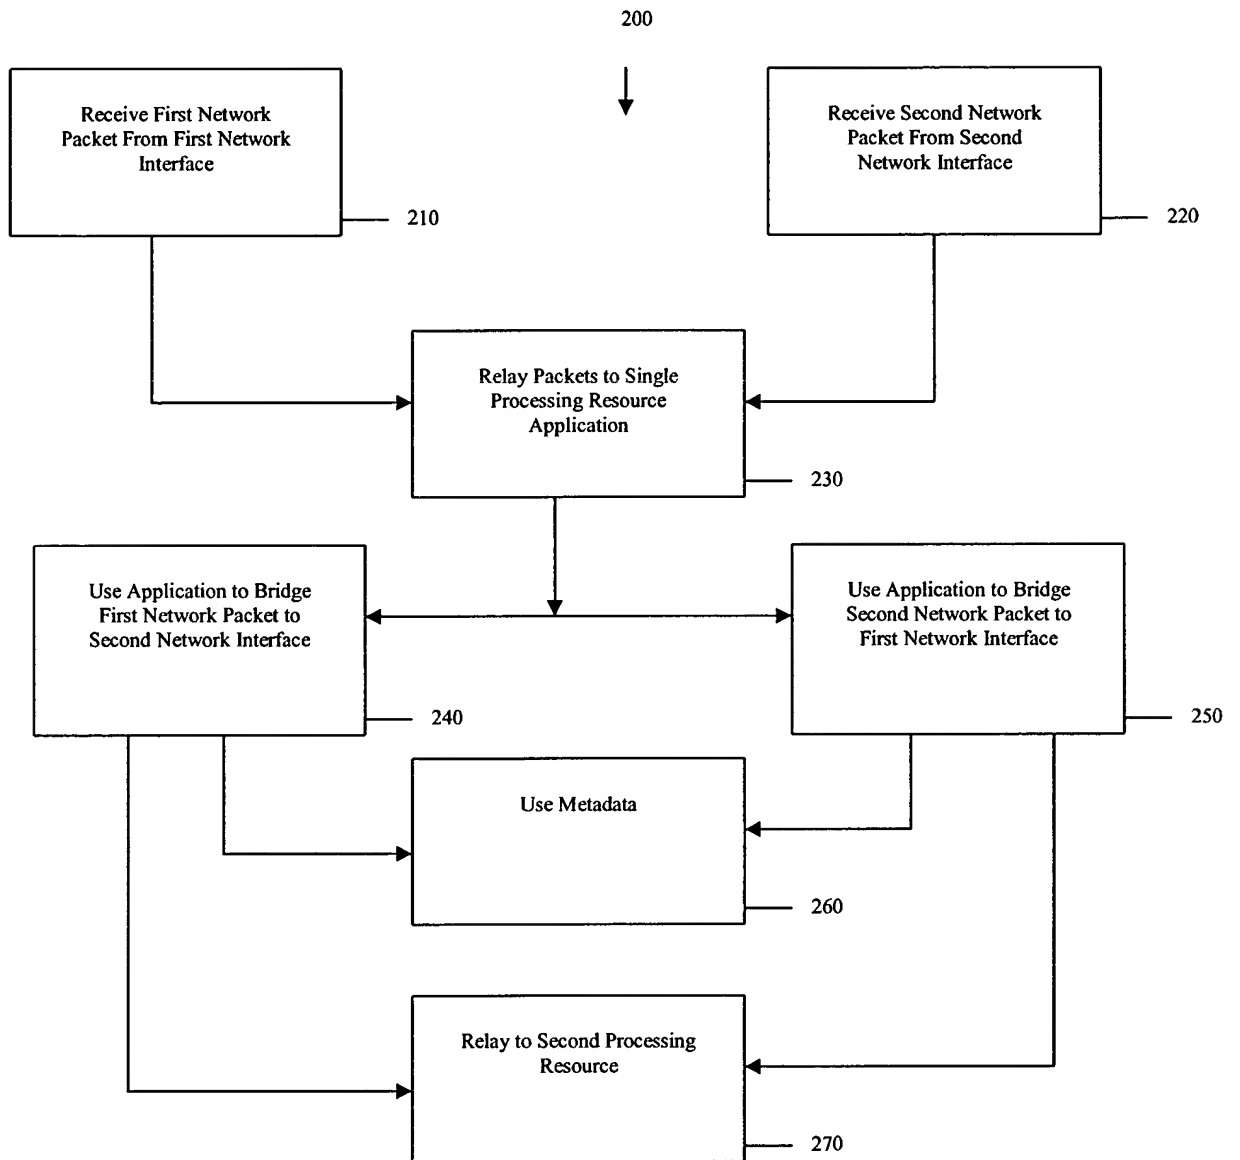 200
Receive First Network
Packet From First Network
Interface
210
Receive Second Network
Packet From Second
Network Interface
220
Relay Packets to Single
Processing Resource
Application
230
Use Application to Bridge
First Network Packet to
Second Network Interface
240
Use Application to Bridge
Second Network Packet to
First Network Interface
250
Use Metadata
260
Relay to Second Processing
Resource
270